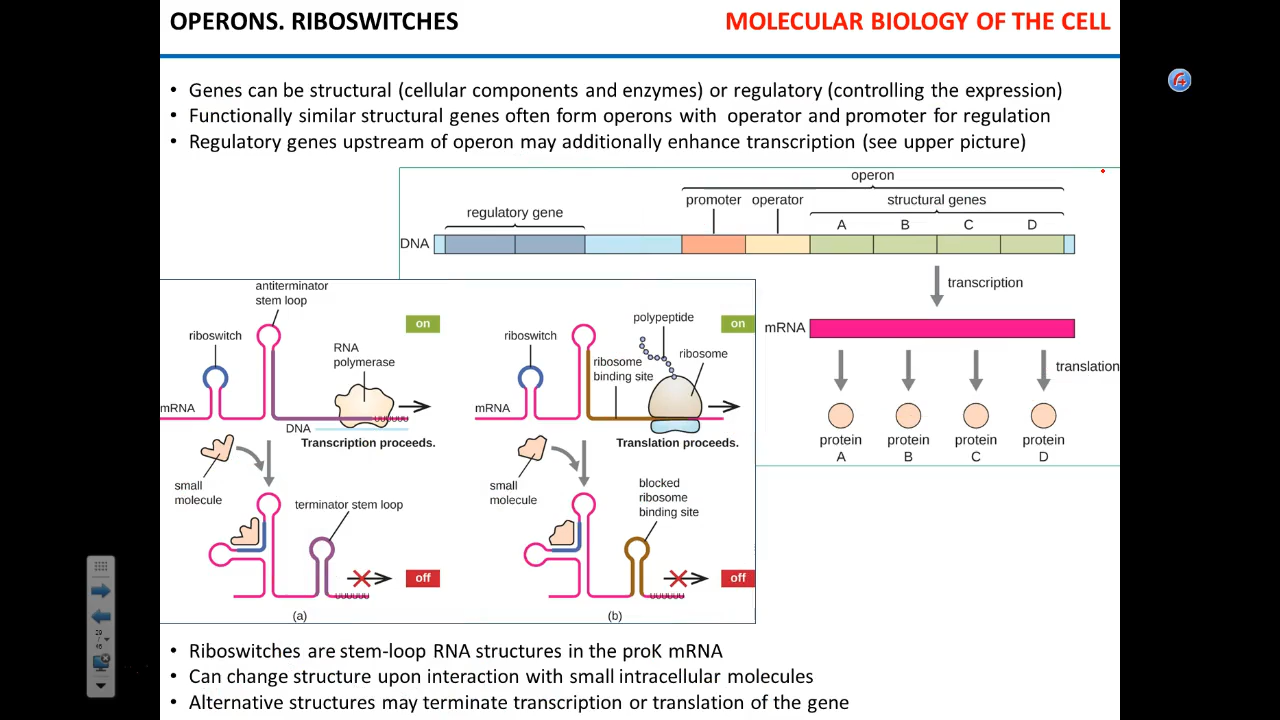 OPERONS. RIBOSWITCHES
MOLECULAR BIOLOGY OF THE CELL
• Genes can be structural (cellular components and enzymes) or regulatory (controlling the expression)
• Functionally similar structural genes often form operons with operator and promoter for regulation
• Regulatory genes upstream of operon may additionally enhance transcription (see upper picture)
operon
promoter operator structural genes
regulatory gene
A B C D
DNA
transcription
mRNA
translation
protein A
protein B
protein C
protein D
antiterminator
stem loop
on
riboswitch
RNA
polymerase
mRNA
UUUUUU
DNA
Transcription proceeds.
small
molecule
terminator stem loop
off
UUUUUU
(a)
polypeptide
on
riboswitch
ribosome
ribosome
binding site
mRNA
Translation proceeds.
small
molecule
blocked
ribosome
binding site
off
UUUUUU
(b)
• Riboswitches are stem-loop RNA structures in the proK mRNA
• Can change structure upon interaction with small intracellular molecules
• Alternative structures may terminate transcription or translation of the gene